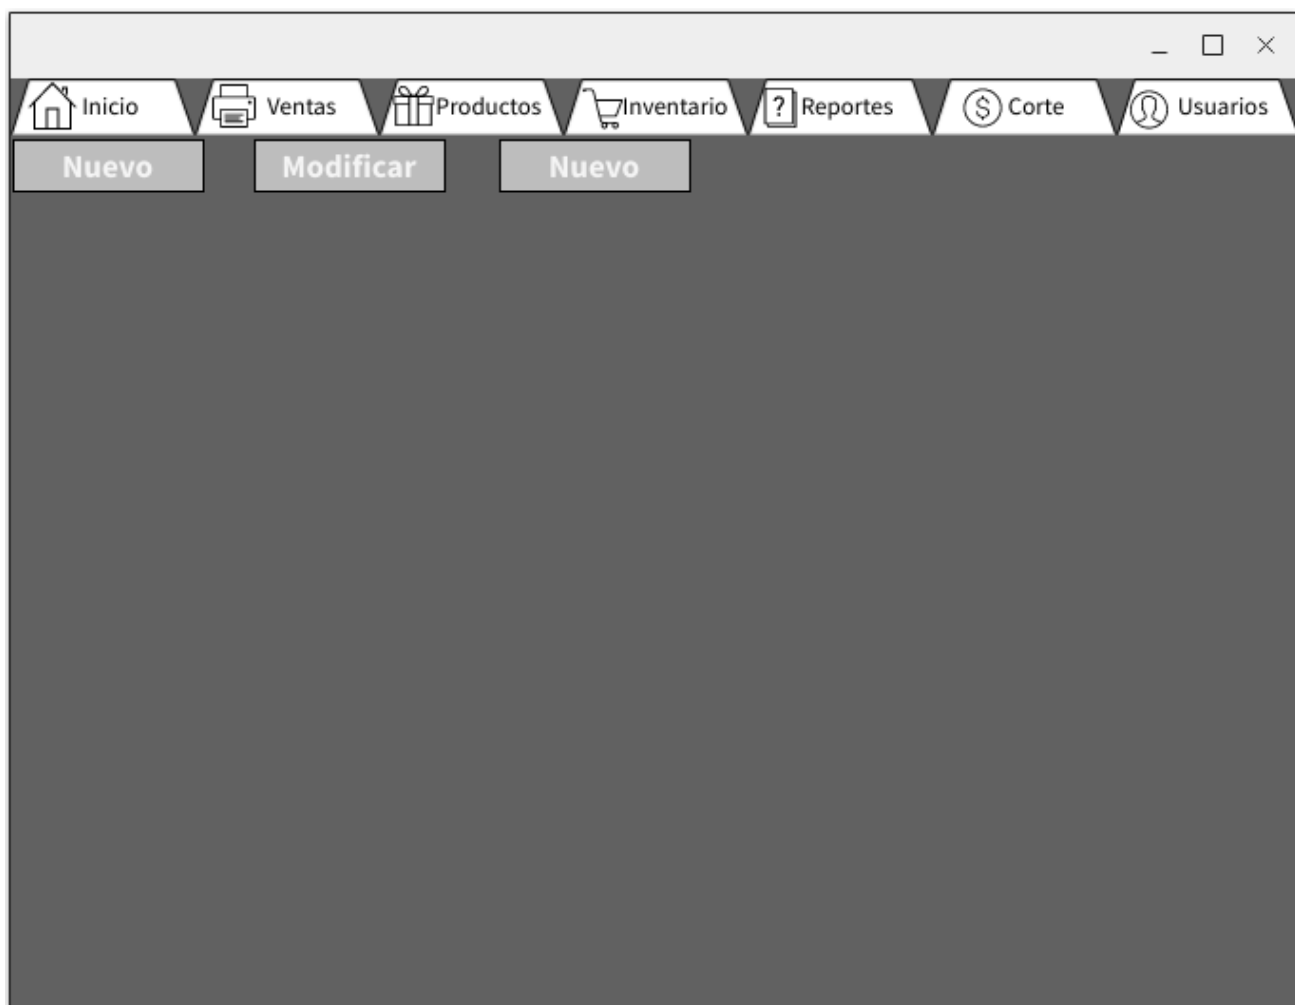 Inicio Ventas Productos Inventario ? Reportes $ Corte Usuarios
Nuevo Modificar Nuevo